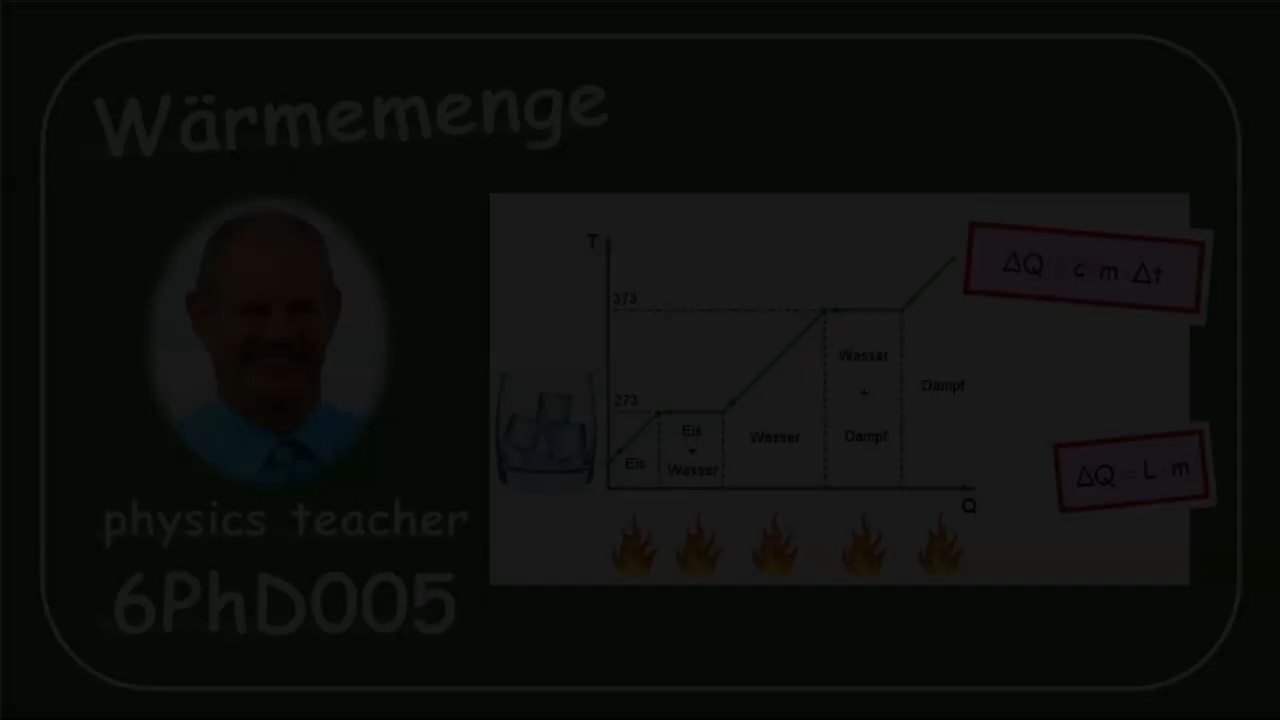 Wärmemenge
T
373
273
Eis
Eis
+
Wasser
Wasser
Wasser
+
Dampf
Dampf
Q
ΔQ = c·m·Δt
ΔQ = L·m
physics teacher
6PhD005